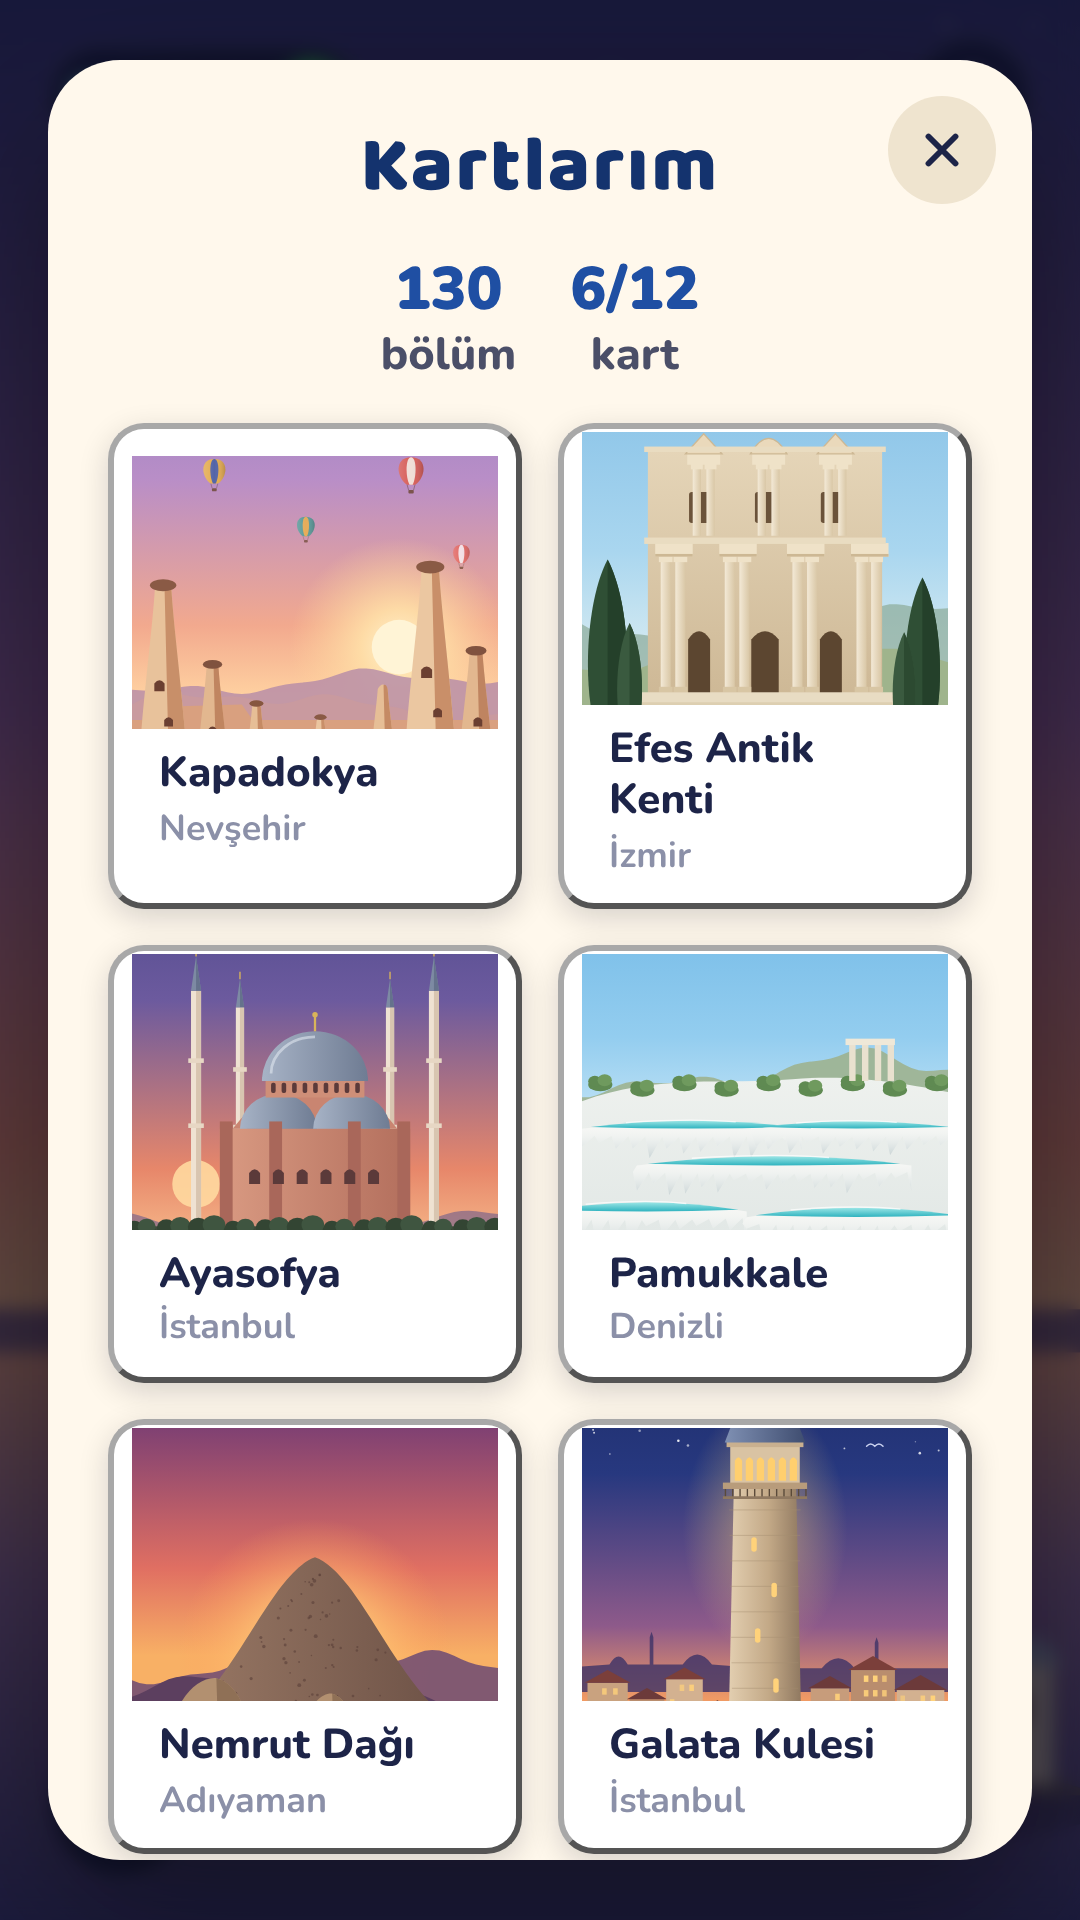 Kartlarım
130 6/12
bölüm kart
Kapadokya
Nevşehir
Efes Antik
Kenti
İzmir
Ayasofya
İstanbul
Pamukkale
Denizli
Nemrut Dağı
Adıyaman
Galata Kulesi
İstanbul